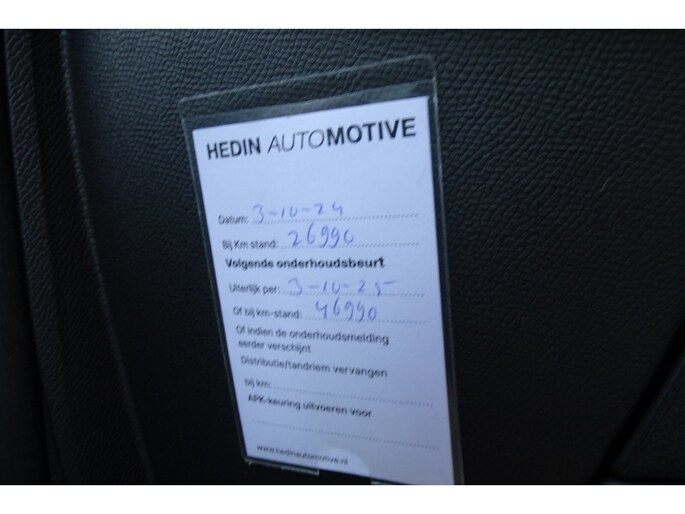 HEDIN AUTOMOTIVE
Datum: 3-10-24
Bij Km stand: 26990
Volgende onderhoudsbeurt
Uiterlijk per: 3-10-25
Of bij km-stand: 46990
Of indien de onderhoudsmelding
eerder verschijnt
Distributie/tandriem vervangen
bij km:
APK-keuring uitvoeren voor
www.hedinautomotive.nl